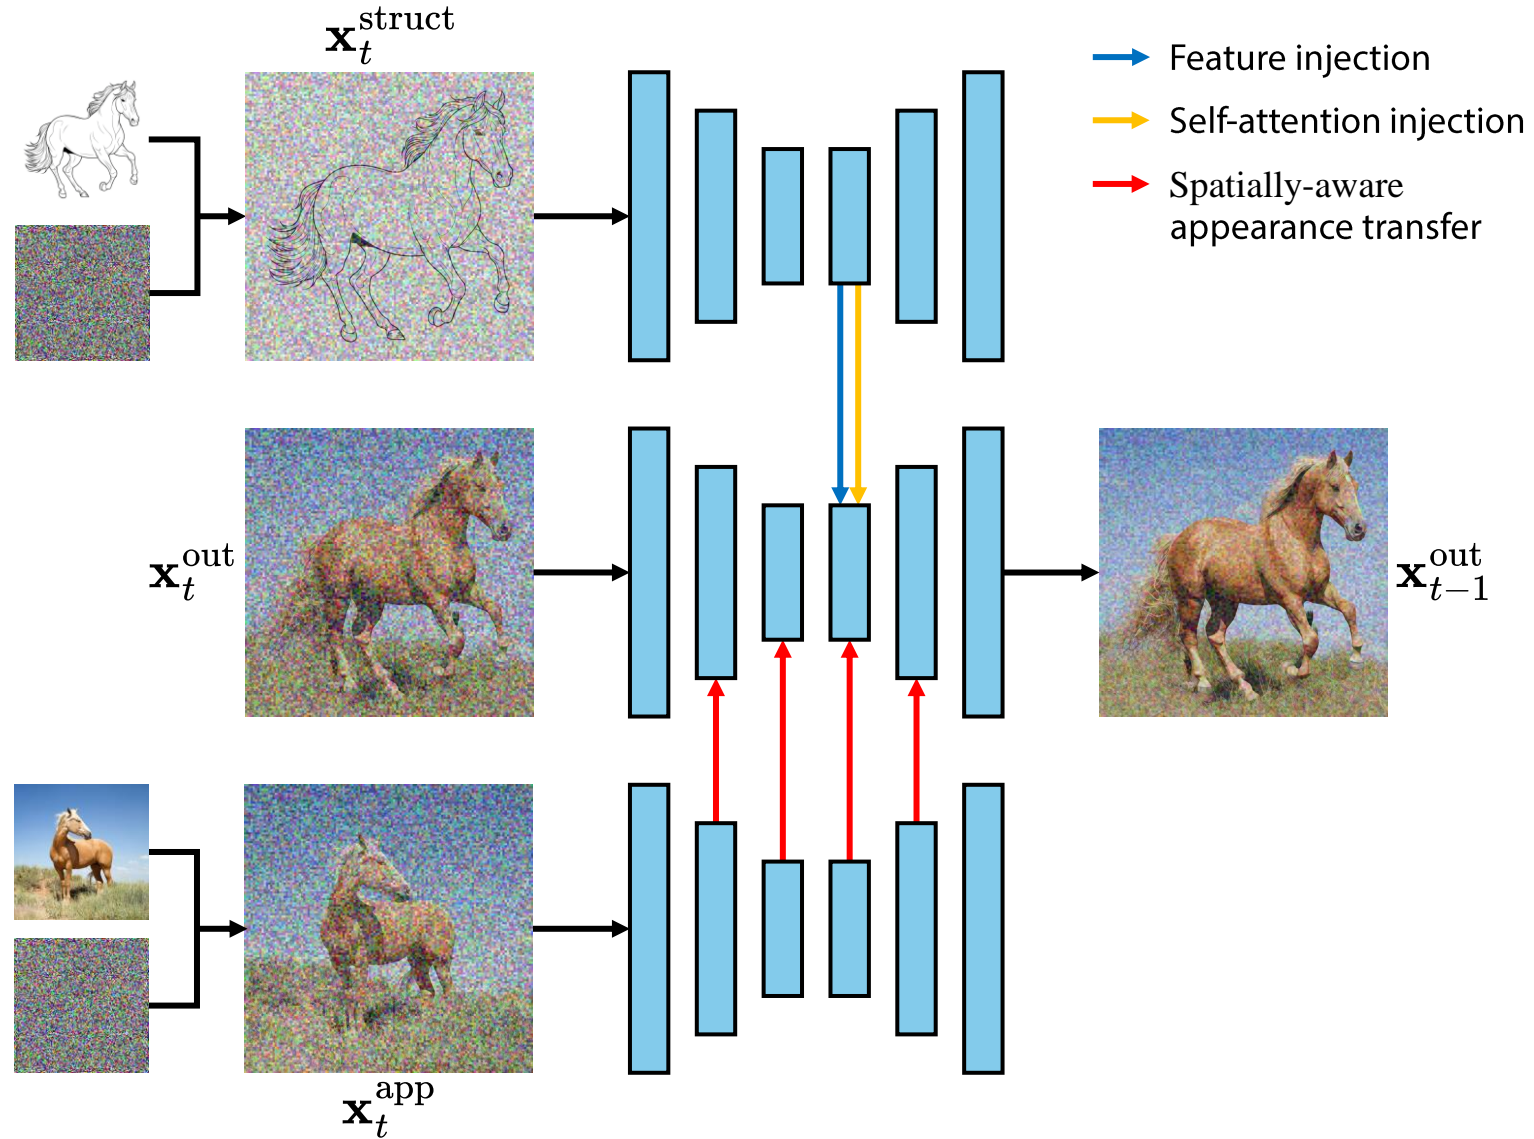 x_t^struct
Feature injection
Self-attention injection
Spatially-aware
appearance transfer
x_t^out
x_{t-1}^out
x_t^app